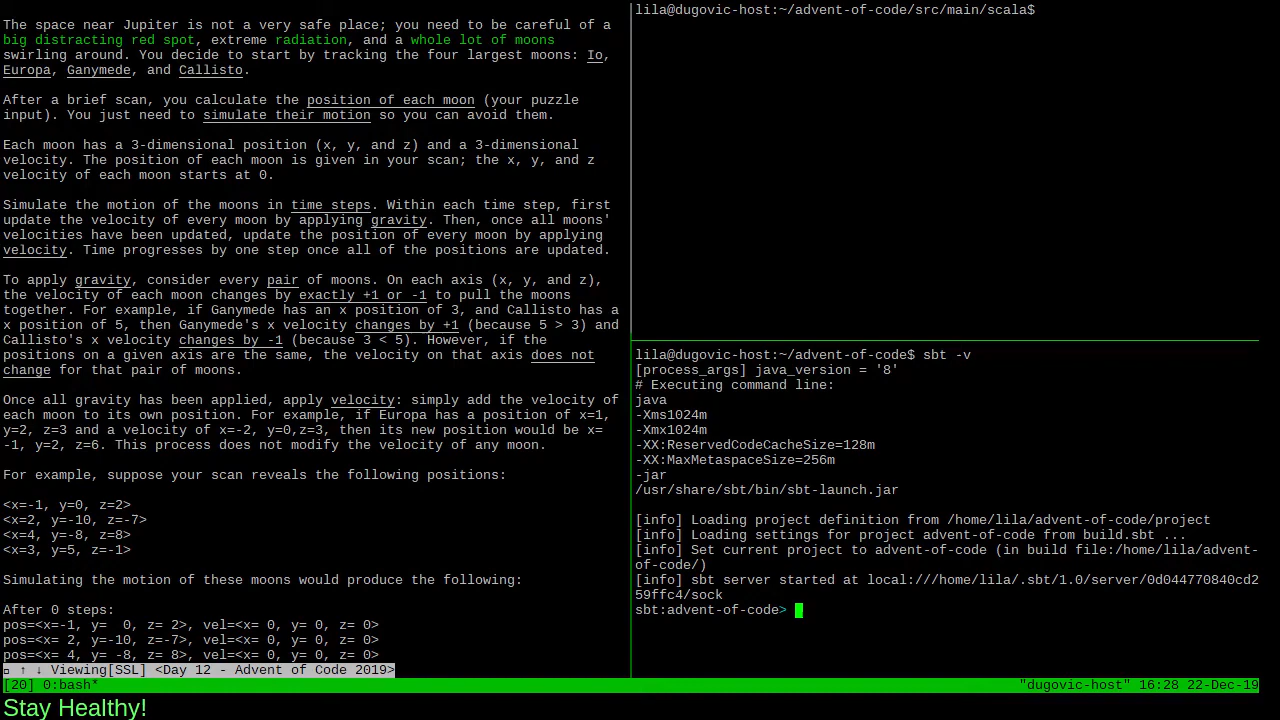 The space near Jupiter is not a very safe place; you need to be careful of a
big distracting red spot, extreme radiation, and a whole lot of moons
swirling around. You decide to start by tracking the four largest moons: Io,
Europa, Ganymede, and Callisto.
After a brief scan, you calculate the position of each moon (your puzzle
input). You just need to simulate their motion so you can avoid them.
Each moon has a 3-dimensional position (x, y, and z) and a 3-dimensional
velocity. The position of each moon is given in your scan; the x, y, and z
velocity of each moon starts at 0.
Simulate the motion of the moons in time steps. Within each time step, first
update the velocity of every moon by applying gravity. Then, once all moons'
velocities have been updated, update the position of every moon by applying
velocity. Time progresses by one step once all of the positions are updated.
To apply gravity, consider every pair of moons. On each axis (x, y, and z),
the velocity of each moon changes by exactly +1 or -1 to pull the moons
together. For example, if Ganymede has an x position of 3, and Callisto has a
x position of 5, then Ganymede's x velocity changes by +1 (because 5 > 3) and
Callisto's x velocity changes by -1 (because 3 < 5). However, if the
positions on a given axis are the same, the velocity on that axis does not
change for that pair of moons.
Once all gravity has been applied, apply velocity: simply add the velocity of
each moon to its own position. For example, if Europa has a position of x=1,
y=2, z=3 and a velocity of x=-2, y=0,z=3, then its new position would be x=
-1, y=2, z=6. This process does not modify the velocity of any moon.
For example, suppose your scan reveals the following positions:
<x=-1, y=0, z=2>
<x=2, y=-10, z=-7>
<x=4, y=-8, z=8>
<x=3, y=5, z=-1>
Simulating the motion of these moons would produce the following:
After 0 steps:
pos=<x=-1, y=  0, z= 2>, vel=<x= 0, y= 0, z= 0>
pos=<x= 2, y=-10, z=-7>, vel=<x= 0, y= 0, z= 0>
pos=<x= 4, y= -8, z= 8>, vel=<x= 0, y= 0, z= 0>
↑ ↓ Viewing[SSL] <Day 12 - Advent of Code 2019>
lila@dugovic-host:~/advent-of-code/src/main/scala$
lila@dugovic-host:~/advent-of-code$ sbt -v
[process_args] java_version = '8'
# Executing command line:
java
-Xms1024m
-Xmx1024m
-XX:ReservedCodeCacheSize=128m
-XX:MaxMetaspaceSize=256m
-jar
/usr/share/sbt/bin/sbt-launch.jar
[info] Loading project definition from /home/lila/advent-of-code/project
[info] Loading settings for project advent-of-code from build.sbt ...
[info] Set current project to advent-of-code (in build file:/home/lila/advent-
of-code/)
[info] sbt server started at local:///home/lila/.sbt/1.0/server/0d044770840cd2
59ffc4/sock
sbt:advent-of-code>
[20] 0:bash* "dugovic-host" 16:28 22-Dec-19
Stay Healthy!